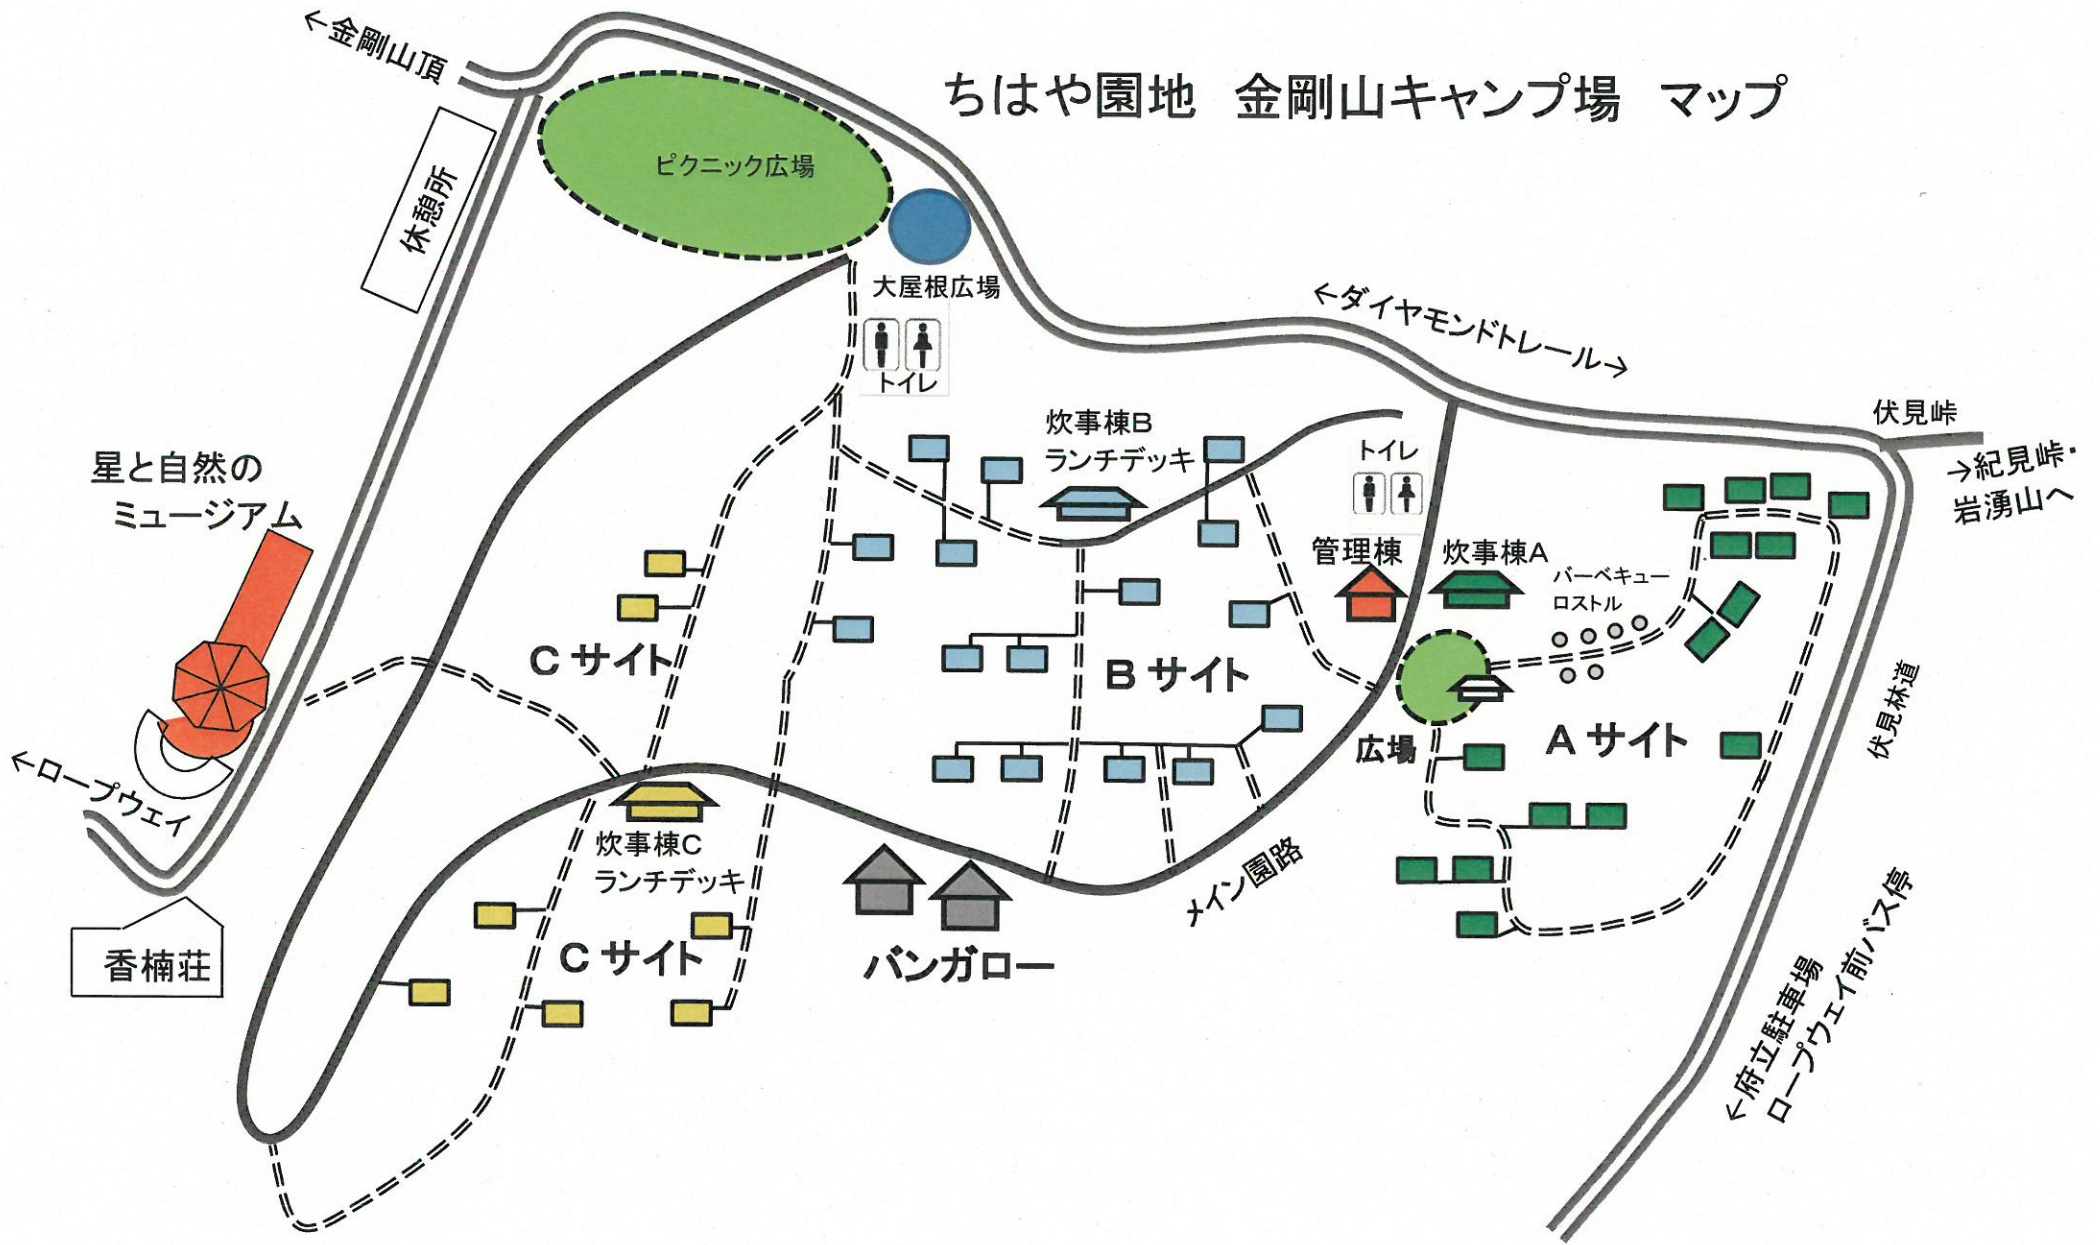 ちはや園地 金剛山キャンプ場 マップ
←金剛山頂
ピクニック広場
休憩所
大屋根広場
トイレ
←ダイヤモンドトレール→
伏見峠
→紀見峠・
岩湧山へ
炊事棟B
ランチデッキ
トイレ
星と自然の
ミュージアム
管理棟
炊事棟A
バーベキュー
ロストル
Cサイト
Bサイト
広場
Aサイト
伏見林道
←ロープウェイ
炊事棟C
ランチデッキ
メイン園路
香楠荘
Cサイト
バンガロー
←府立駐車場
ロープウェイ前バス停